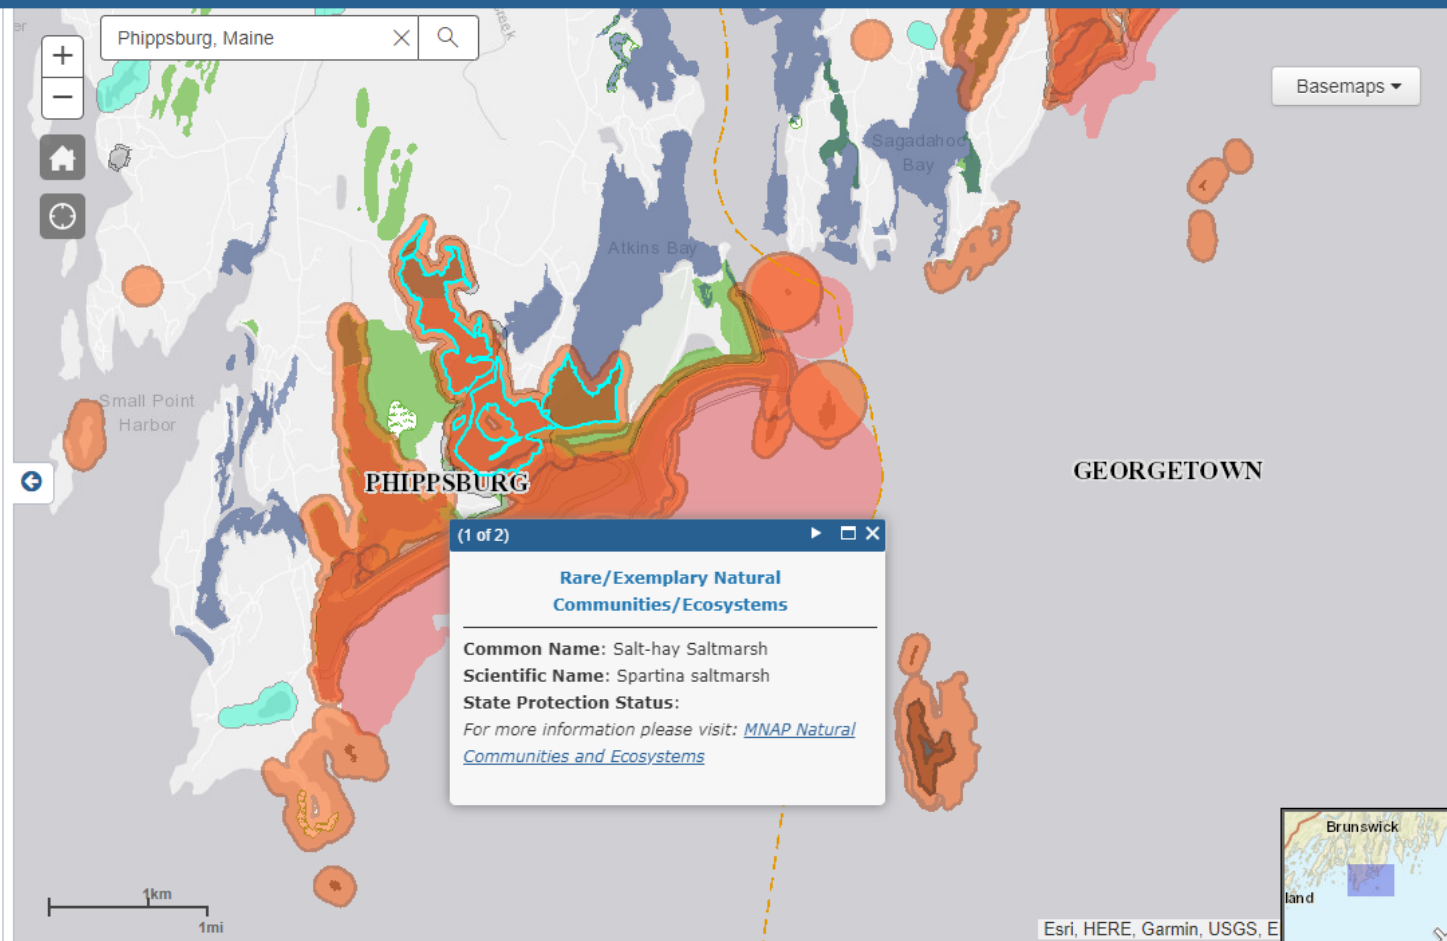 er
Creek
Phippsburg, Maine
Basemaps
Sagadahoc
Bay
Atkins Bay
Small Point
Harbor
PHIPPSBURG
GEORGETOWN
(1 of 2)
Rare/Exemplary Natural
Communities/Ecosystems
Common Name: Salt-hay Saltmarsh
Scientific Name: Spartina saltmarsh
State Protection Status:
For more information please visit: MNAP Natural
Communities and Ecosystems
Brunswick
land
1km
1mi
Esri, HERE, Garmin, USGS, E